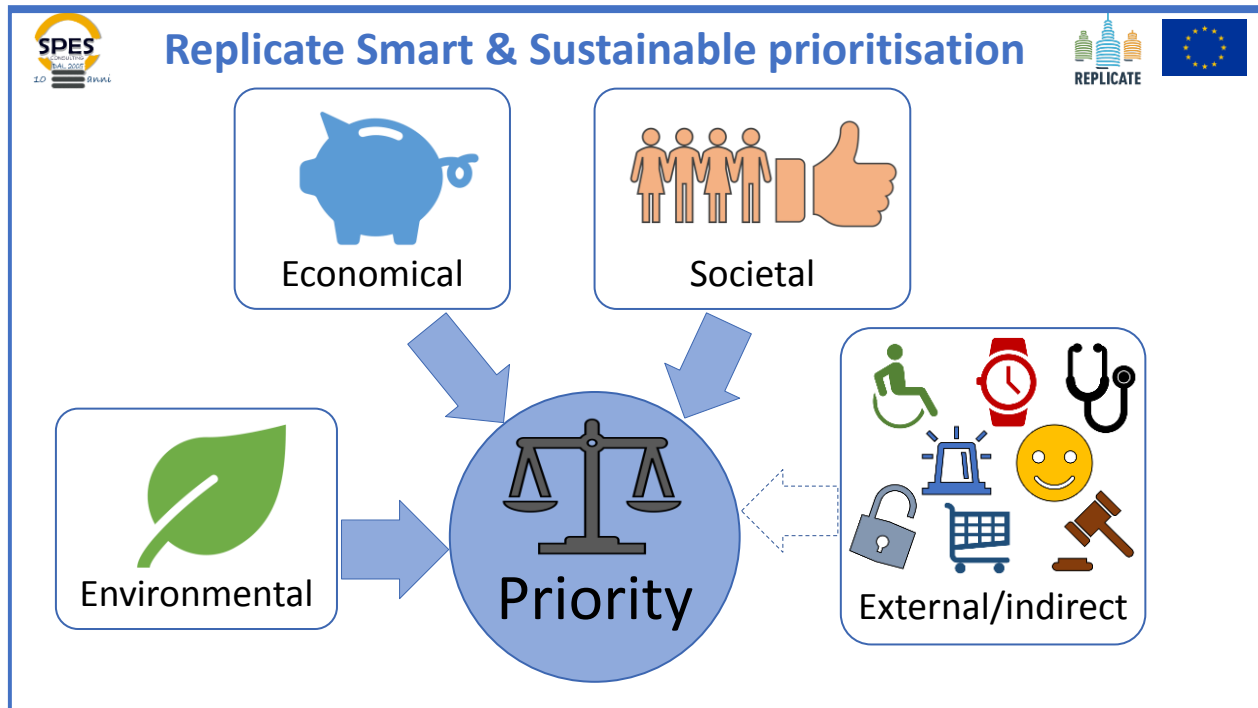 SPES
CONSULTING
DAL 2005
10 anni
Replicate Smart & Sustainable prioritisation
REPLICATE
Economical
Societal
Environmental
Priority
External/indirect